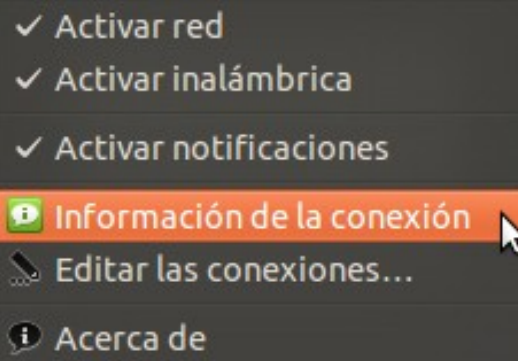 Activar red
Activar inalámbrica
Activar notificaciones
Información de la conexión
Editar las conexiones...
Acerca de